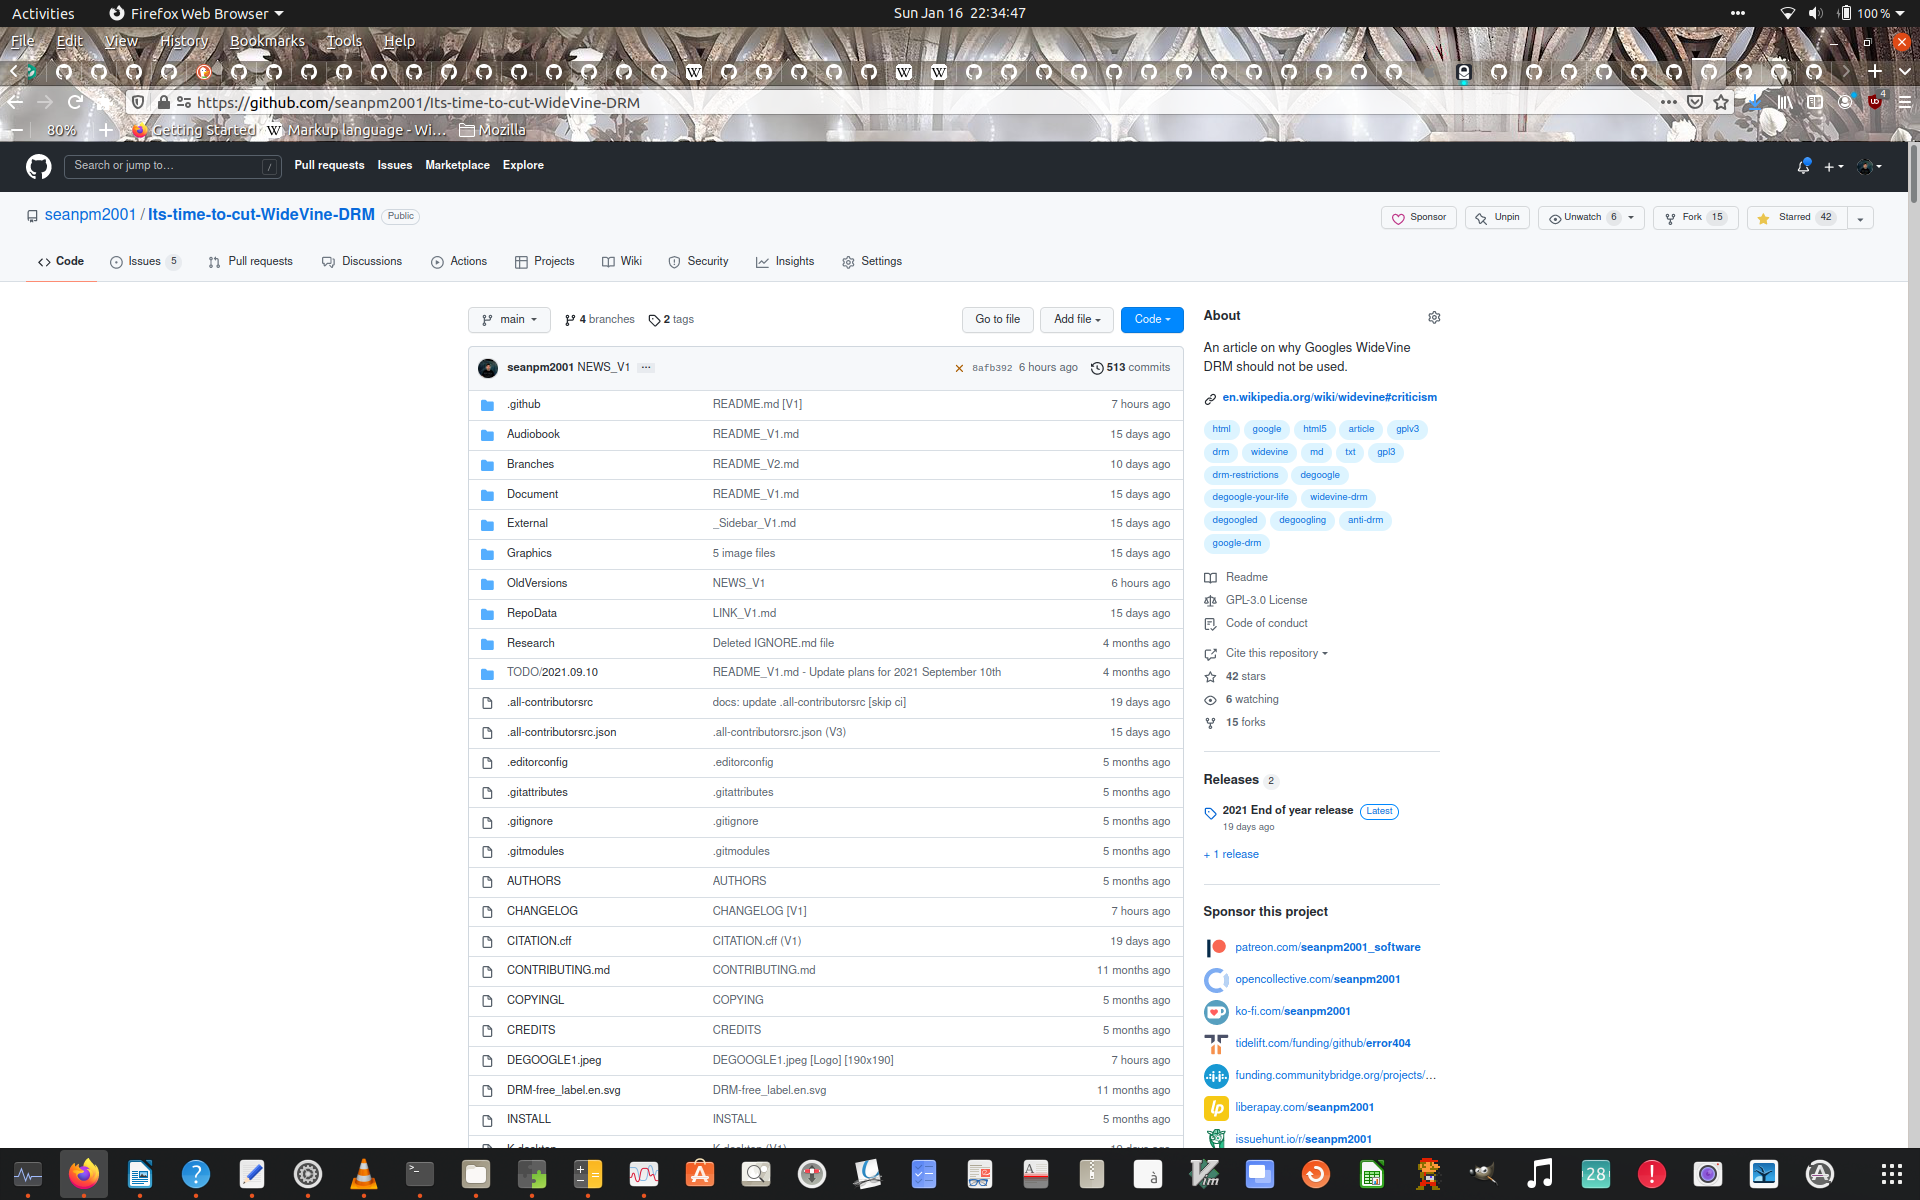 Activities Firefox Web Browser Sun Jan 16 22:34:47 100 %
File Edit View History Bookmarks Tools Help
https://github.com/seanpm2001/Its-time-to-cut-WideVine-DRM 4
80% Getting Started Markup language - Wi… Mozilla
Search or jump to… / Pull requests Issues Marketplace Explore
seanpm2001 / Its-time-to-cut-WideVine-DRM Public Sponsor Unpin Unwatch 6 Fork 15 Starred 42
Code Issues 5 Pull requests Discussions Actions Projects Wiki Security Insights Settings
main 4 branches 2 tags Go to file Add file Code
seanpm2001 NEWS_V1 ... 8afb392 6 hours ago 513 commits
.github README.md [V1] 7 hours ago
Audiobook README_V1.md 15 days ago
Branches README_V2.md 10 days ago
Document README_V1.md 15 days ago
External _Sidebar_V1.md 15 days ago
Graphics 5 image files 15 days ago
OldVersions NEWS_V1 6 hours ago
RepoData LINK_V1.md 15 days ago
Research Deleted IGNORE.md file 4 months ago
TODO/2021.09.10 README_V1.md - Update plans for 2021 September 10th 4 months ago
.all-contributorsrc docs: update .all-contributorsrc [skip ci] 19 days ago
.all-contributorsrc.json .all-contributorsrc.json (V3) 15 days ago
.editorconfig .editorconfig 5 months ago
.gitattributes .gitattributes 5 months ago
.gitignore .gitignore 5 months ago
.gitmodules .gitmodules 5 months ago
AUTHORS AUTHORS 5 months ago
CHANGELOG CHANGELOG [V1] 7 hours ago
CITATION.cff CITATION.cff (V1) 19 days ago
CONTRIBUTING.md CONTRIBUTING.md 11 months ago
COPYINGL COPYING 5 months ago
CREDITS CREDITS 5 months ago
DEGOOGLE1.jpeg DEGOOGLE1.jpeg [Logo] [190x190] 7 hours ago
DRM-free_label.en.svg DRM-free_label.en.svg 11 months ago
INSTALL INSTALL 5 months ago
About
An article on why Googles WideVine
DRM should not be used.
en.wikipedia.org/wiki/widevine#criticism
html google html5 article gplv3
drm widevine md txt gpl3
drm-restrictions degoogle
degoogle-your-life widevine-drm
degoogled degoogling anti-drm
google-drm
Readme
GPL-3.0 License
Code of conduct
Cite this repository
42 stars
6 watching
15 forks
Releases 2
2021 End of year release Latest
19 days ago
+ 1 release
Sponsor this project
patreon.com/seanpm2001_software
opencollective.com/seanpm2001
ko-fi.com/seanpm2001
tidelift.com/funding/github/error404
funding.communitybridge.org/projects/…
liberapay.com/seanpm2001
issuehunt.io/r/seanpm2001
28